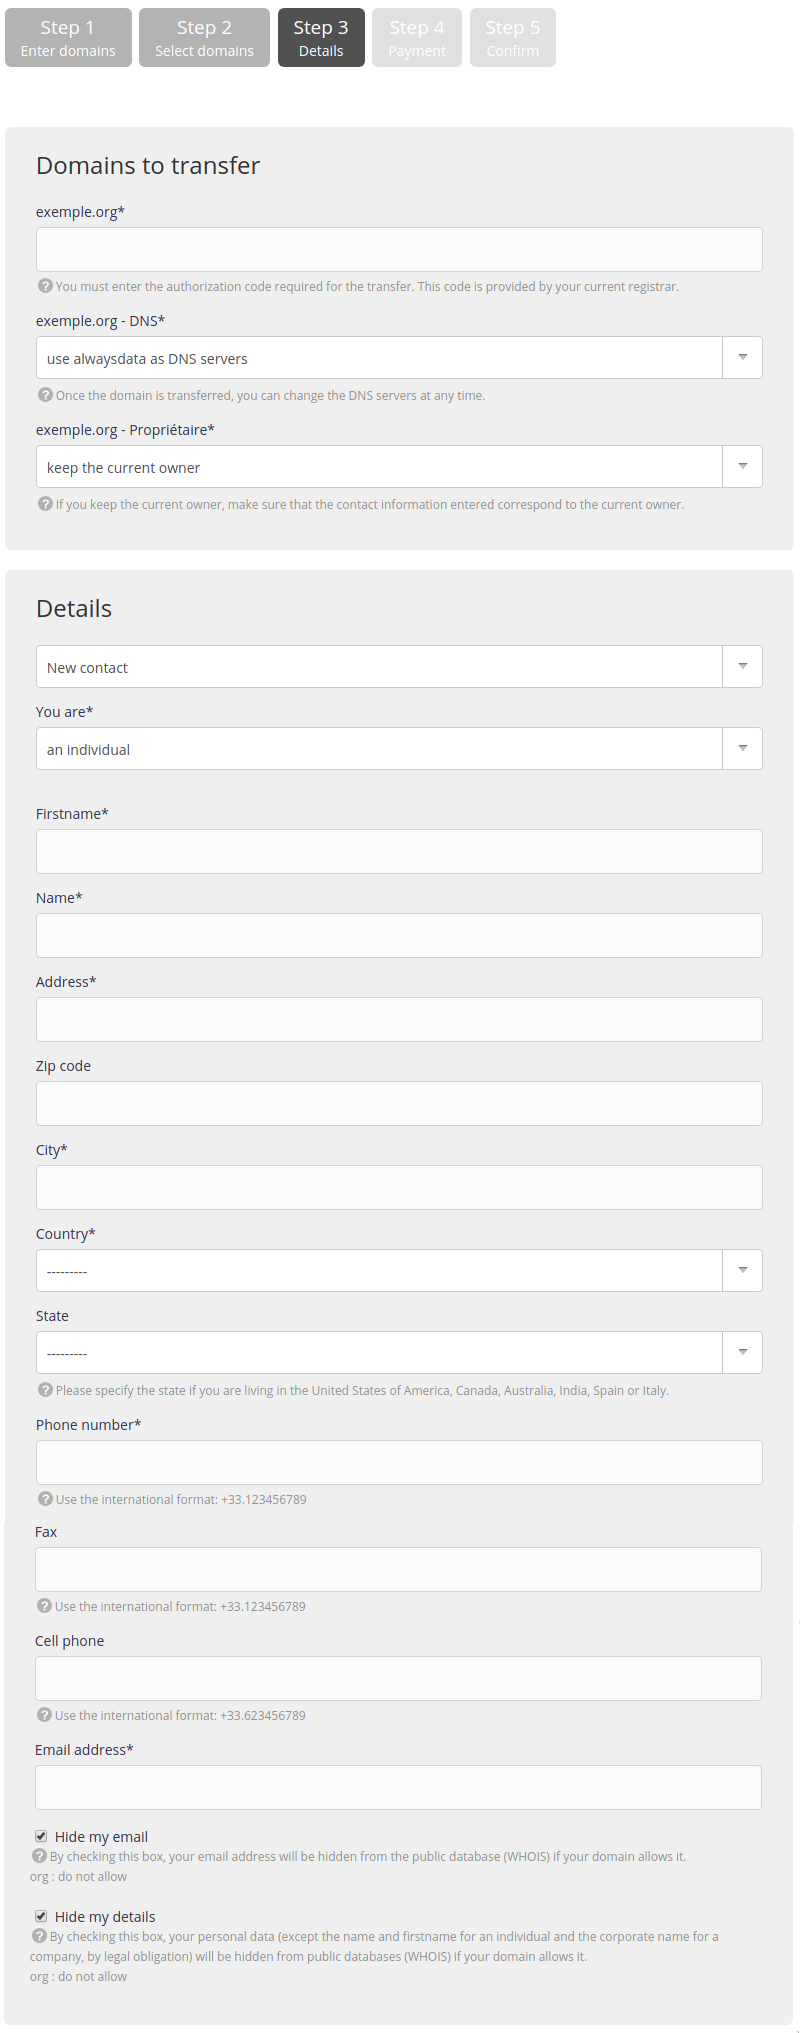 Step 1 Step 2 Step 3 Step 4 Step 5
Enter domains Select domains Details Payment Confirm
Domains to transfer
exemple.org*
You must enter the authorization code required for the transfer. This code is provided by your current registrar.
exemple.org - DNS*
use alwaysdata as DNS servers
Once the domain is transferred, you can change the DNS servers at any time.
exemple.org - Propriétaire*
keep the current owner
If you keep the current owner, make sure that the contact information entered correspond to the current owner.
Details
New contact
You are*
an individual
Firstname*
Name*
Address*
Zip code
City*
Country*
---------
State
---------
Please specify the state if you are living in the United States of America, Canada, Australia, India, Spain or Italy.
Phone number*
Use the international format: +33.123456789
Fax
Use the international format: +33.123456789
Cell phone
Use the international format: +33.623456789
Email address*
Hide my email
By checking this box, your email address will be hidden from the public database (WHOIS) if your domain allows it.
org : do not allow
Hide my details
By checking this box, your personal data (except the name and firstname for an individual and the corporate name for a
company, by legal obligation) will be hidden from public databases (WHOIS) if your domain allows it.
org : do not allow